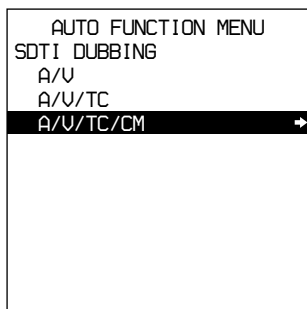 AUTO FUNCTION MENU
SDTI DUBBING
A/V
A/V/TC
A/V/TC/CM ➡